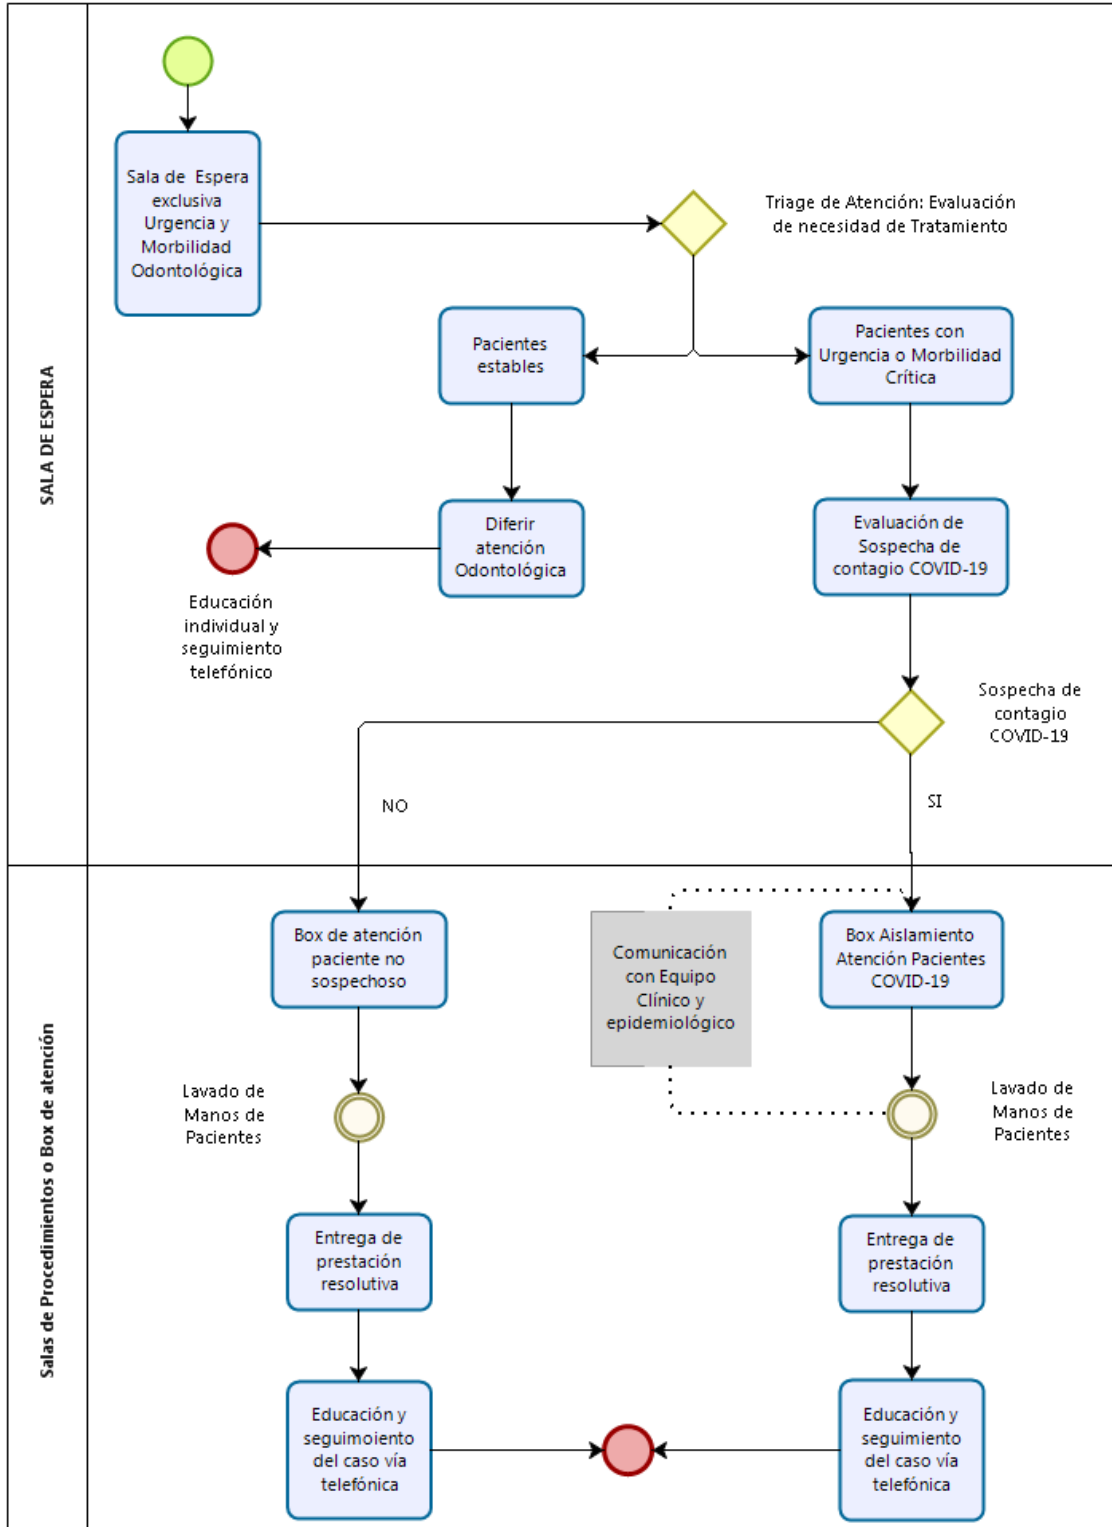 SALA DE ESPERA
Sala de Espera
exclusiva
Urgencia y
Morbilidad
Odontológica
Triage de Atención: Evaluación
de necesidad de Tratamiento
Pacientes
estables
Pacientes con
Urgencia o Morbilidad
Crítica
Diferir
atención
Odontológica
Evaluación de
Sospecha de
contagio COVID-19
Educación
individual y
seguimiento
telefónico
Sospecha de
contagio
COVID-19
NO
SI
Salas de Procedimientos o Box de atención
Box de atención
paciente no
sospechoso
Comunicación
con Equipo
Clínico y
epidemiológico
Box Aislamiento
Atención Pacientes
COVID-19
Lavado de
Manos de
Pacientes
Lavado de
Manos de
Pacientes
Entrega de
prestación
resolutiva
Entrega de
prestación
resolutiva
Educación y
seguimoiento
del caso vía
telefónica
Educación y
seguimiento
del caso vía
telefónica